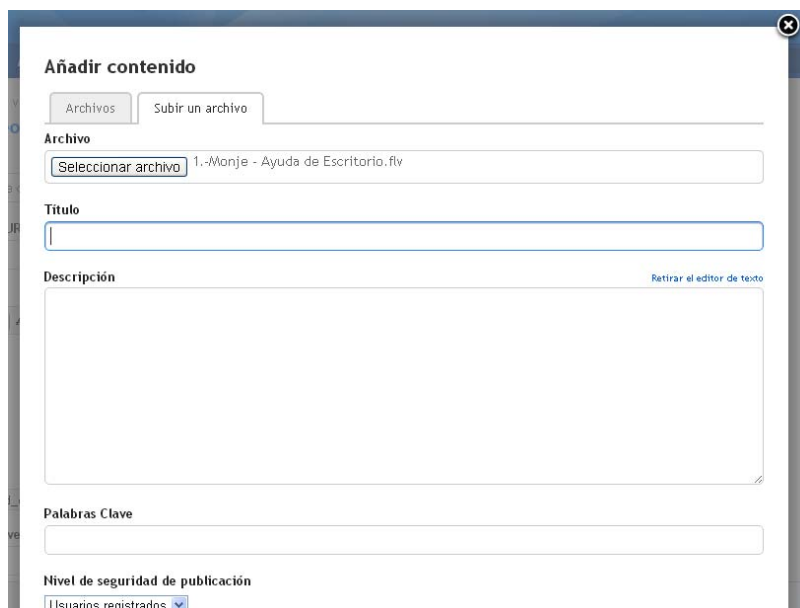 Añadir contenido
Archivos
Subir un archivo
Archivo
Seleccionar archivo 1.-Monje - Ayuda de Escritorio.flv
Título
Descripción
Retirar el editor de texto
Palabras Clave
Nivel de seguridad de publicación
Usuarios registrados